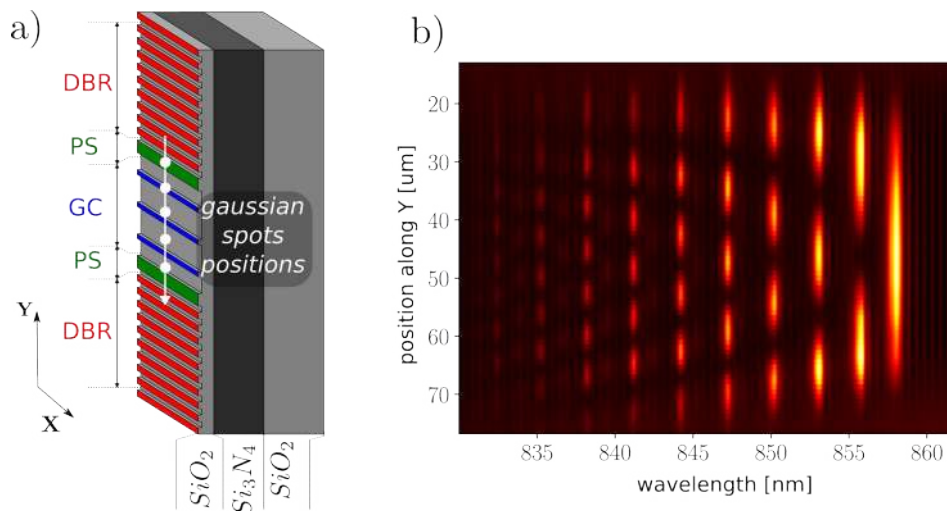 a)
DBR
PS
GC
PS
DBR
gaussian
spots
positions
Y
X
SiO₂
Si₃N₄
SiO₂
b)
position along Y [um]
20
30
40
50
60
70
835
840
845
850
855
860
wavelength [nm]